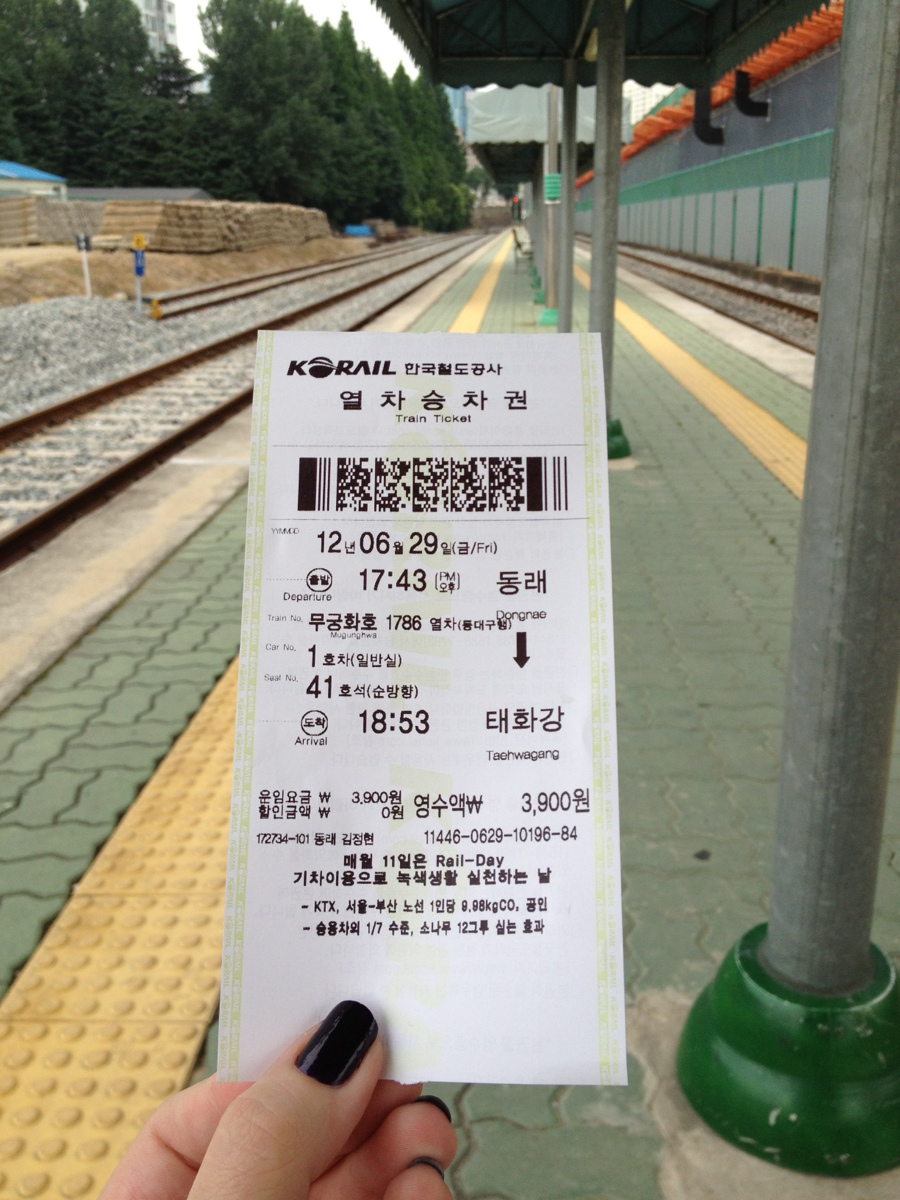 KORAIL 한국철도공사
열 차 승 차 권
Train Ticket
YYMMDD
12년 06월 29일(금/Fri)
출발 17:43 (PM 오후) 동래
Departure
Dongnae
Train No. 무궁화호 1786 열차(동대구행)
Mugunghwa
Car No. 1호차(일반실)
Seat No. 41호석(순방향)
도착 18:53 태화강
Arrival
Taehwagang
운임요금 ₩ 3,900원 영수액₩ 3,900원
할인금액 ₩ 0원
172734-101 동래 김정현 11446-0629-10196-84
매월 11일은 Rail-Day
기차이용으로 녹색생활 실천하는 날
- KTX, 서울-부산 노선 1인당 9.98kgCO₂ 공인
- 승용차의 1/7 수준, 소나무 12그루 심는 효과